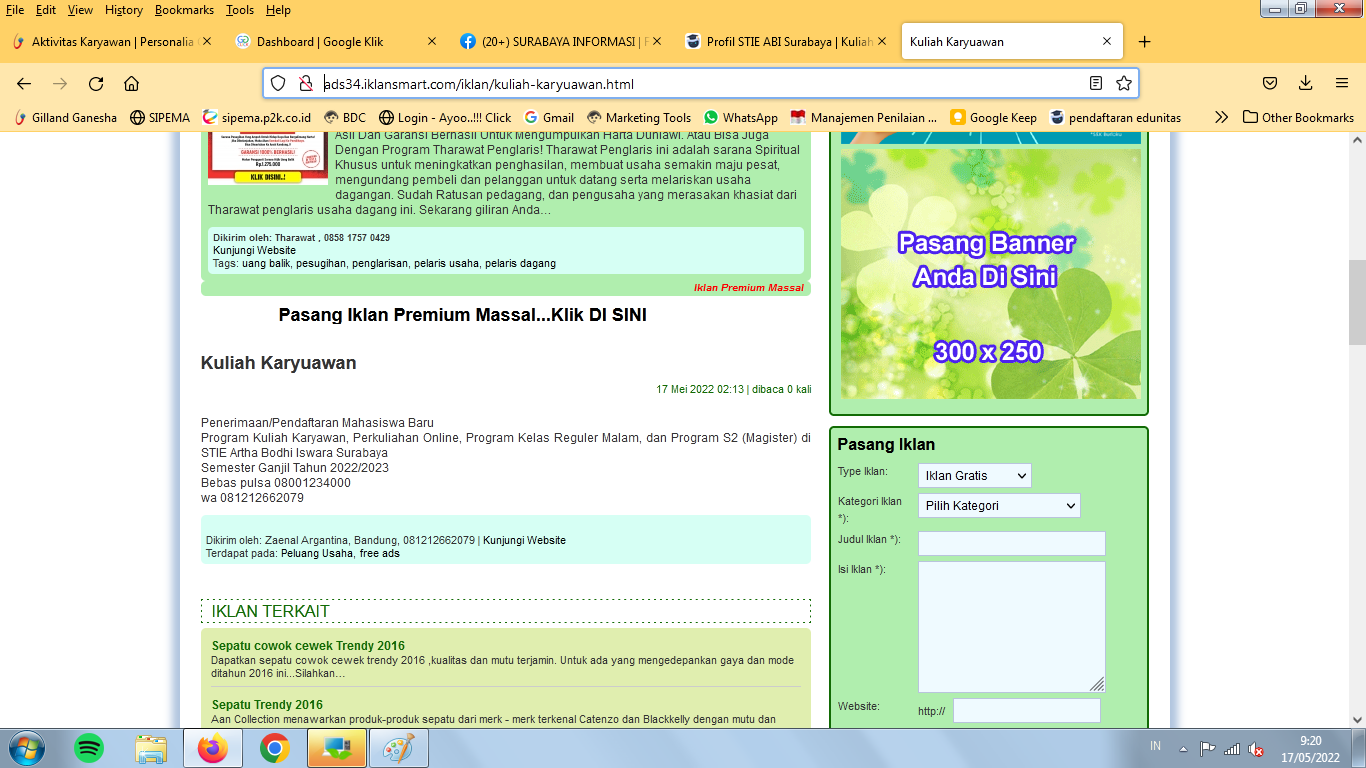 File Edit View History Bookmarks Tools Help
Aktivitas Karyawan | Personalia
Dashboard | Google Klik
(20+) SURABAYA INFORMASI | F
Profil STIE ABI Surabaya | Kuliah
Kuliah Karyuawan
ads34.iklansmart.com/iklan/kuliah-karyuawan.html
Gilland Ganesha SIPEMA sipema.p2k.co.id BDC Login - Ayoo..!!! Click Gmail Marketing Tools WhatsApp Manajemen Penilaian ... Google Keep pendaftaran edunitas Other Bookmarks
GARANSI 1000% BERHASIL!
Rp.1.275.000
KLIK DISINI..!
Asli Dan Garansi Berhasil Untuk Mengumpulkan Harta Duniawi. Atau Bisa Juga
Dengan Program Tharawat Penglaris! Tharawat Penglaris ini adalah sarana Spiritual
Khusus untuk meningkatkan penghasilan, membuat usaha semakin maju pesat,
mengundang pembeli dan pelanggan untuk datang serta melariskan usaha
dagangan. Sudah Ratusan pedagang, dan pengusaha yang merasakan khasiat dari
Tharawat penglaris usaha dagang ini. Sekarang giliran Anda…
Dikirim oleh: Tharawat , 0858 1757 0429
Kunjungi Website
Tags: uang balik, pesugihan, penglarisan, pelaris usaha, pelaris dagang
Iklan Premium Massal
Pasang Iklan Premium Massal...Klik DI SINI
Kuliah Karyuawan
17 Mei 2022 02:13 | dibaca 0 kali
Penerimaan/Pendaftaran Mahasiswa Baru
Program Kuliah Karyawan, Perkuliahan Online, Program Kelas Reguler Malam, dan Program S2 (Magister) di
STIE Artha Bodhi Iswara Surabaya
Semester Ganjil Tahun 2022/2023
Bebas pulsa 08001234000
wa 081212662079
Dikirim oleh: Zaenal Argantina, Bandung, 081212662079 | Kunjungi Website
Terdapat pada: Peluang Usaha, free ads
IKLAN TERKAIT
Sepatu cowok cewek Trendy 2016
Dapatkan sepatu cowok cewek trendy 2016 ,kualitas dan mutu terjamin. Untuk ada yang mengedepankan gaya dan mode
ditahun 2016 ini...Silahkan…
Sepatu Trendy 2016
Aan Collection menawarkan produk-produk sepatu dari merk - merk terkenal Catenzo dan Blackkelly dengan mutu dan
Pasang Banner
Anda Di Sini
300 x 250
Pasang Iklan
Type Iklan: Iklan Gratis
Kategori Iklan *): Pilih Kategori
Judul Iklan *):
Isi Iklan *):
Website: http://
IN
9:20
17/05/2022